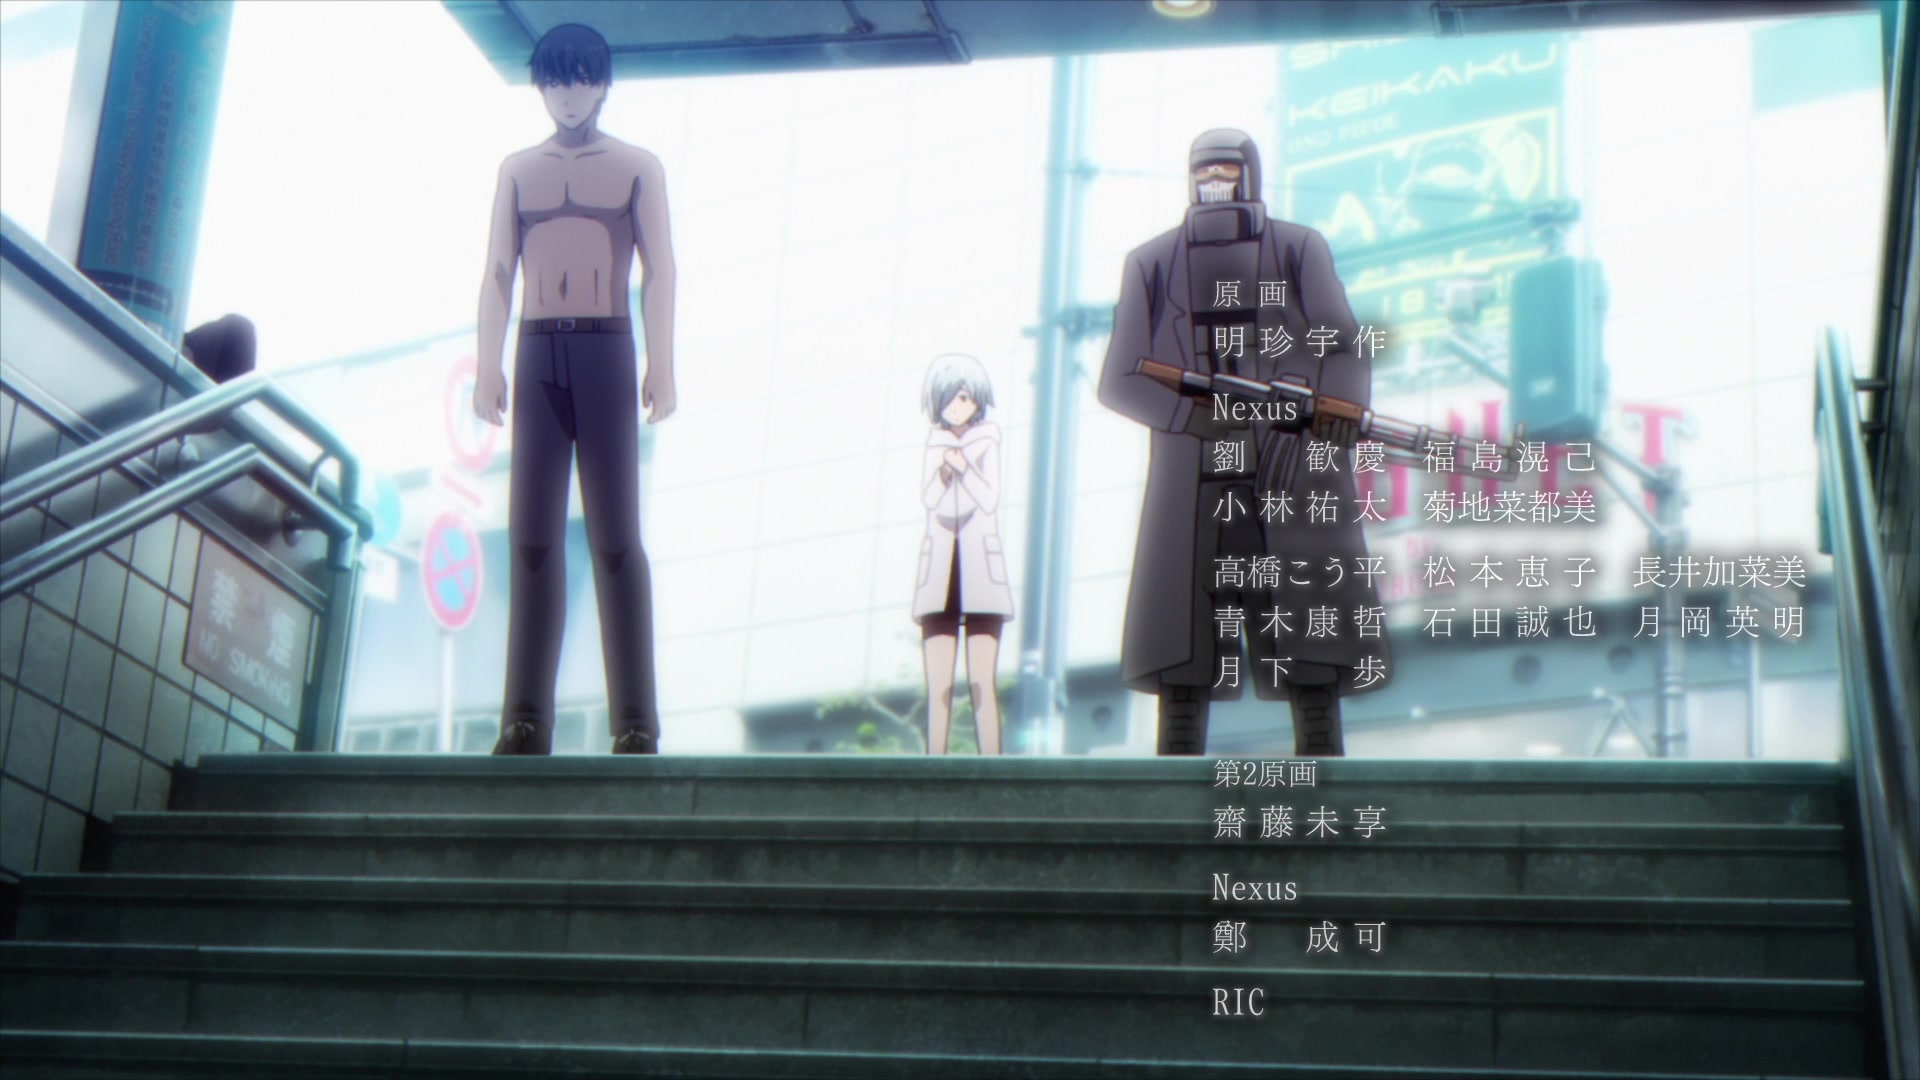 SHI
KEIKAKU
ONJ PIECE
禁煙
NO SMOKING
原画
明珍宇作
Nexus
劉歓慶 福島滉己
小林祐太 菊地菜都美
高橋こう平 松本恵子 長井加菜美
青木康哲 石田誠也 月岡英明
月下歩
第2原画
齋藤未享
Nexus
鄭成可
RIC